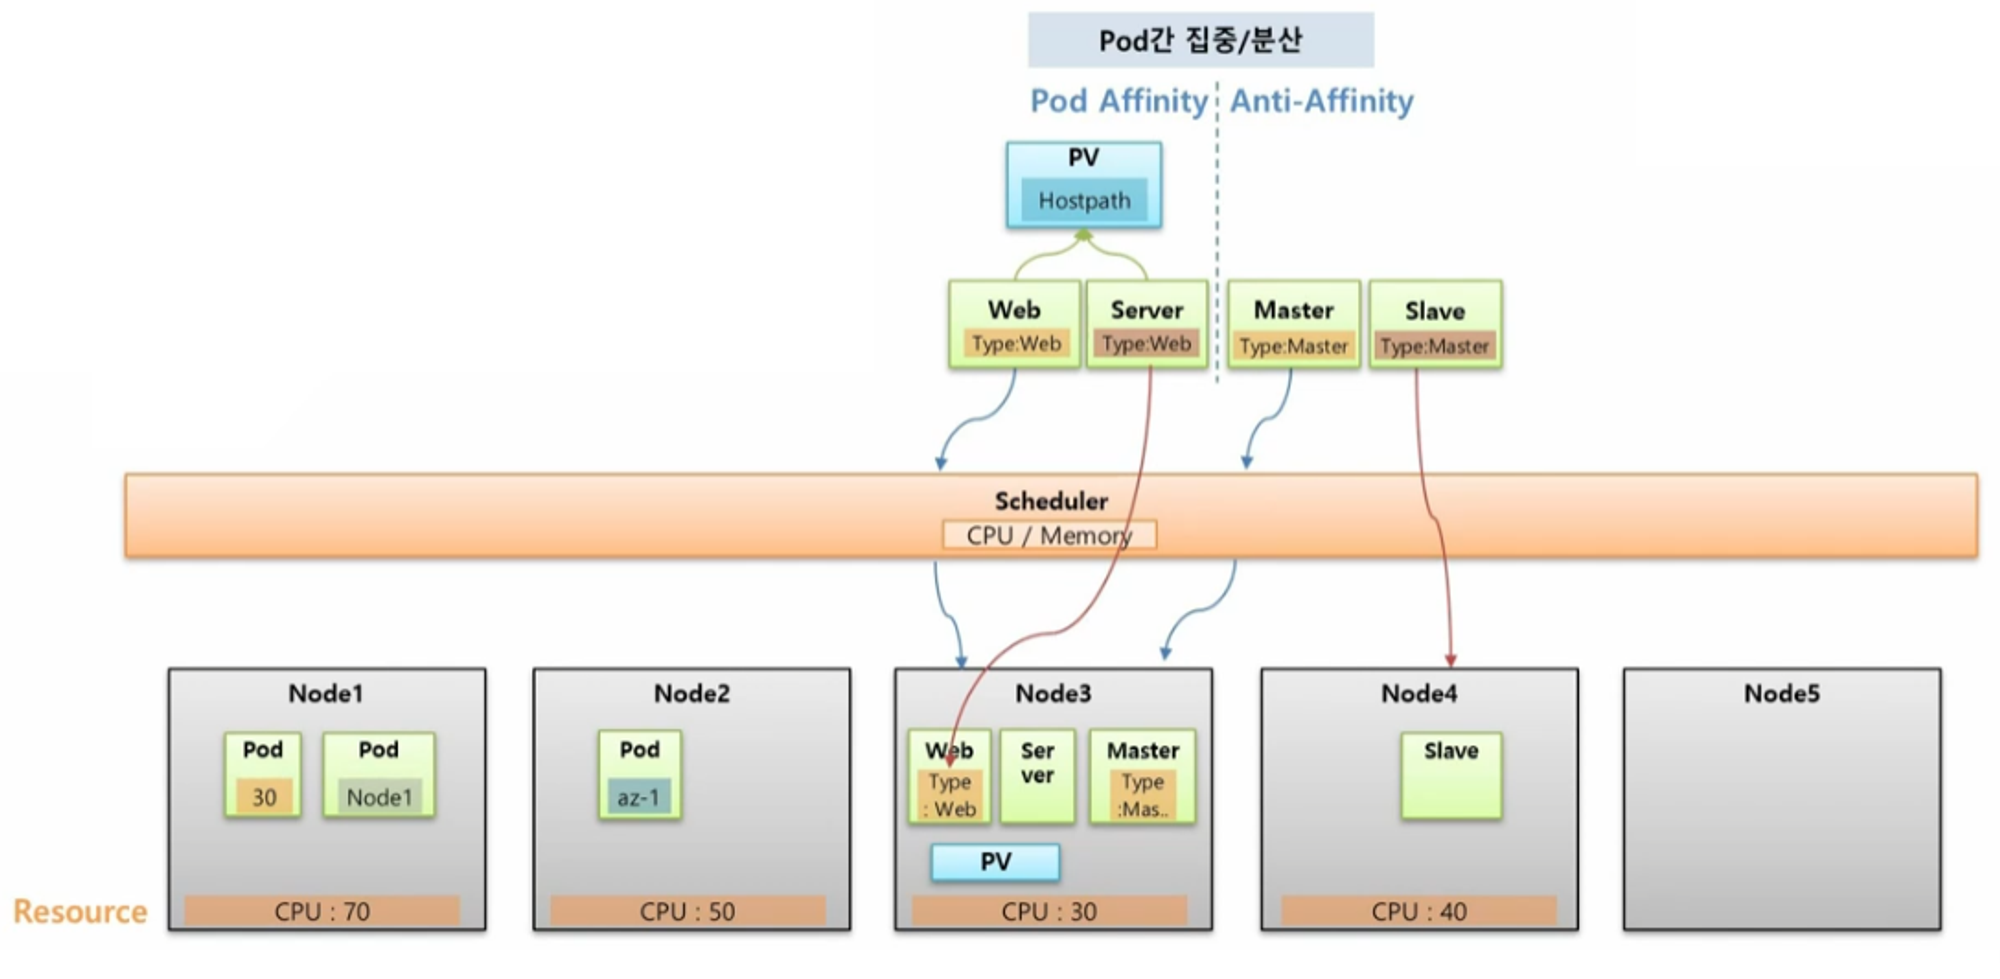 Pod간 집중/분산
Pod Affinity
Anti-Affinity
PV
Hostpath
Web
Type:Web
Server
Type:Web
Master
Type:Master
Slave
Type:Master
Scheduler
CPU / Memory
Node1
Pod
30
Pod
Node1
CPU : 70
Node2
Pod
az-1
CPU : 50
Node3
Web
Type
: Web
Ser
ver
Master
Type
:Mas..
PV
CPU : 30
Node4
Slave
CPU : 40
Node5
Resource